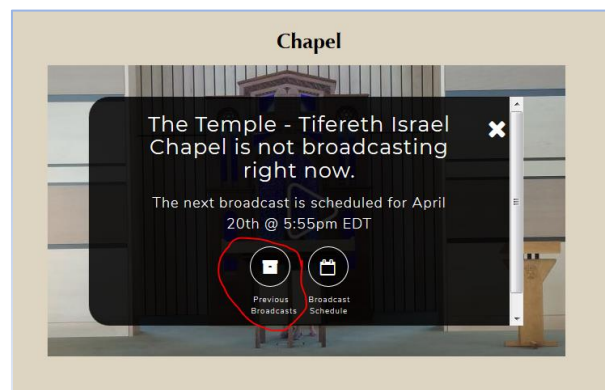 Chapel
The Temple - Tifereth Israel
Chapel is not broadcasting
right now.
The next broadcast is scheduled for April
20th @ 5:55pm EDT
Previous
Broadcasts
Broadcast
Schedule